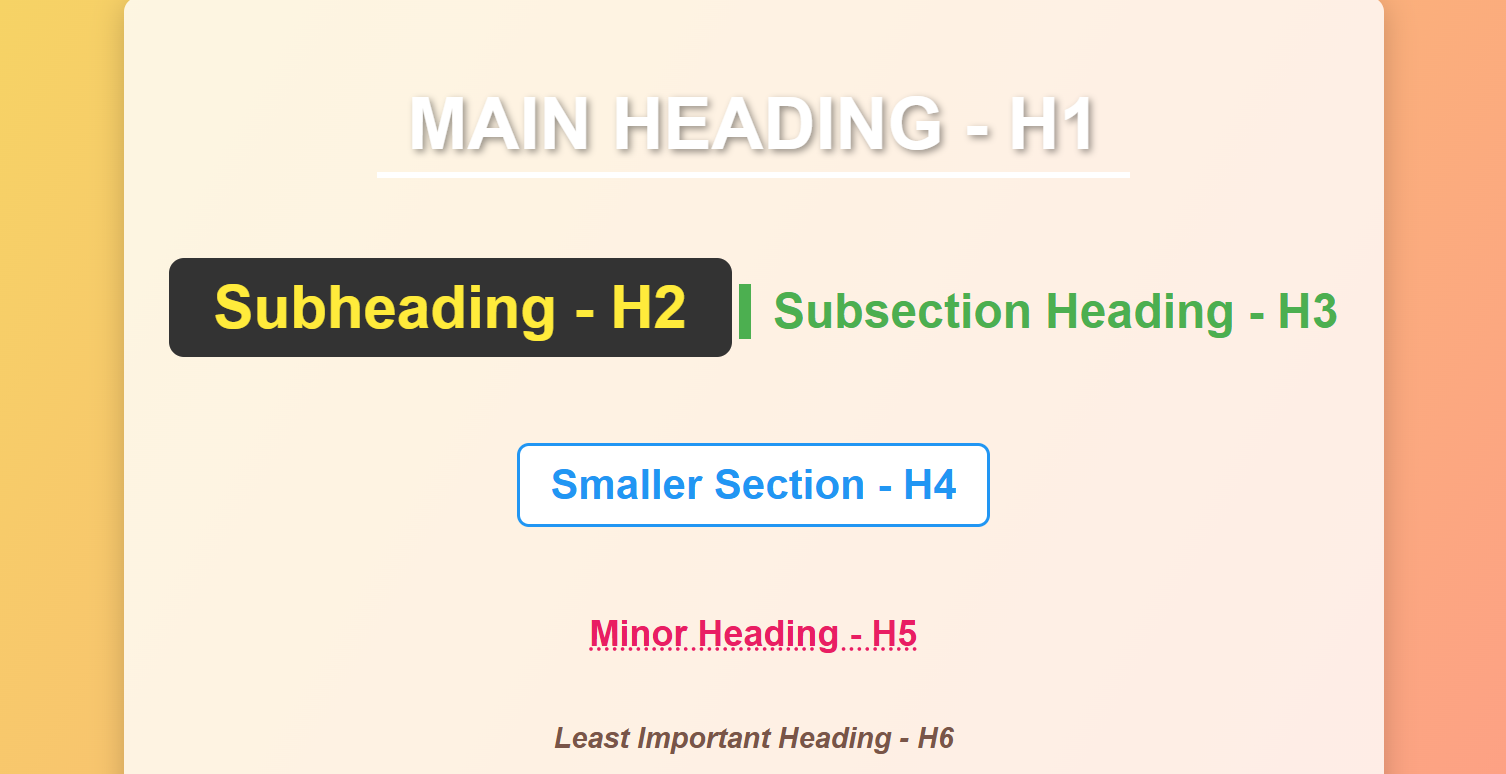 MAIN HEADING - H1
Subheading - H2
Subsection Heading - H3
Smaller Section - H4
Minor Heading - H5
Least Important Heading - H6